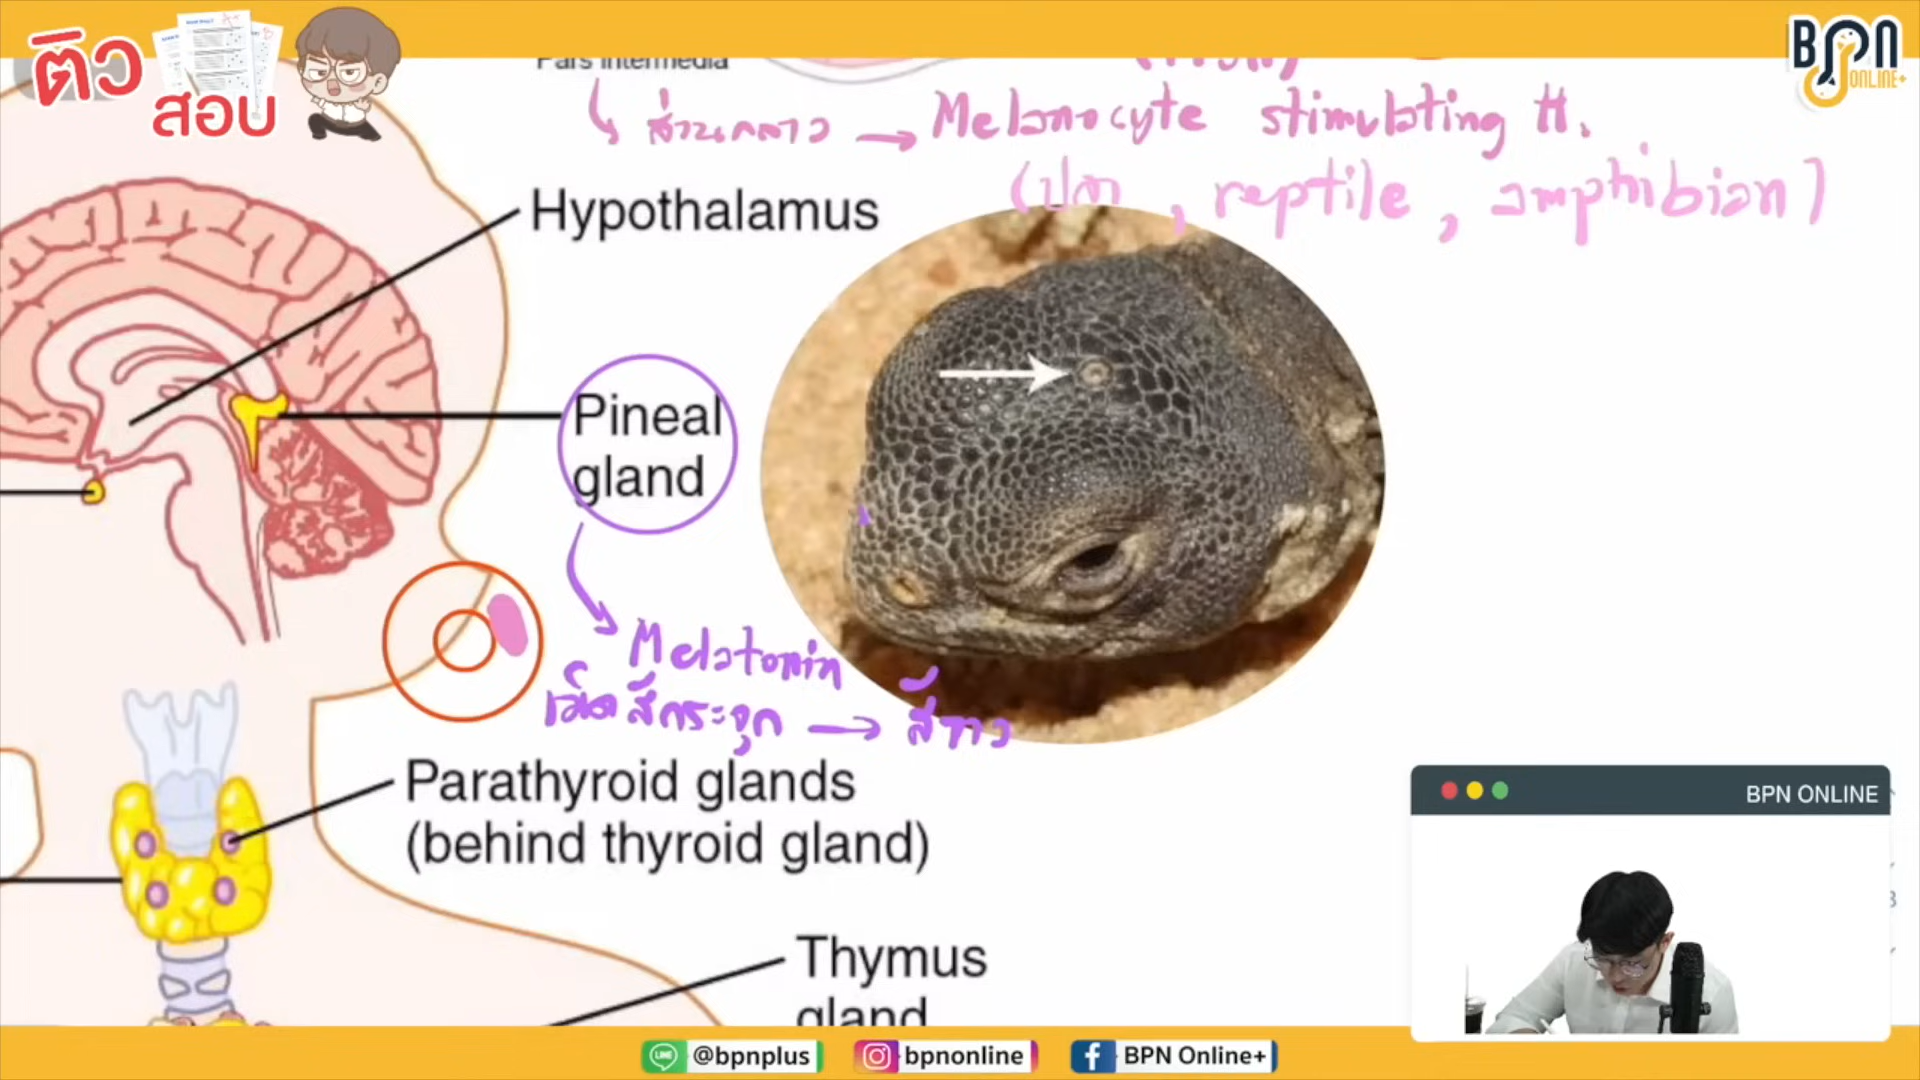 ติว
สอบ
BPN
ONLINE+
Pars intermedia
ส่วนกลาง → Melanocyte stimulating H.
(ปลา, reptile, amphibian)
Hypothalamus
Pineal
gland
Melatonin
เม็ดสีกระจุก → สีขาว
Parathyroid glands
(behind thyroid gland)
Thymus
gland
BPN ONLINE
LINE @bpnplus bpnonline BPN Online+